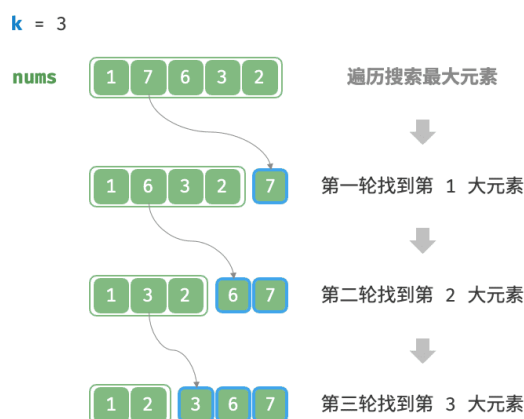 k = 3
nums 1 7 6 3 2 遍历搜索最大元素
1 6 3 2 7 第一轮找到第 1 大元素
1 3 2 6 7 第二轮找到第 2 大元素
1 2 3 6 7 第三轮找到第 3 大元素